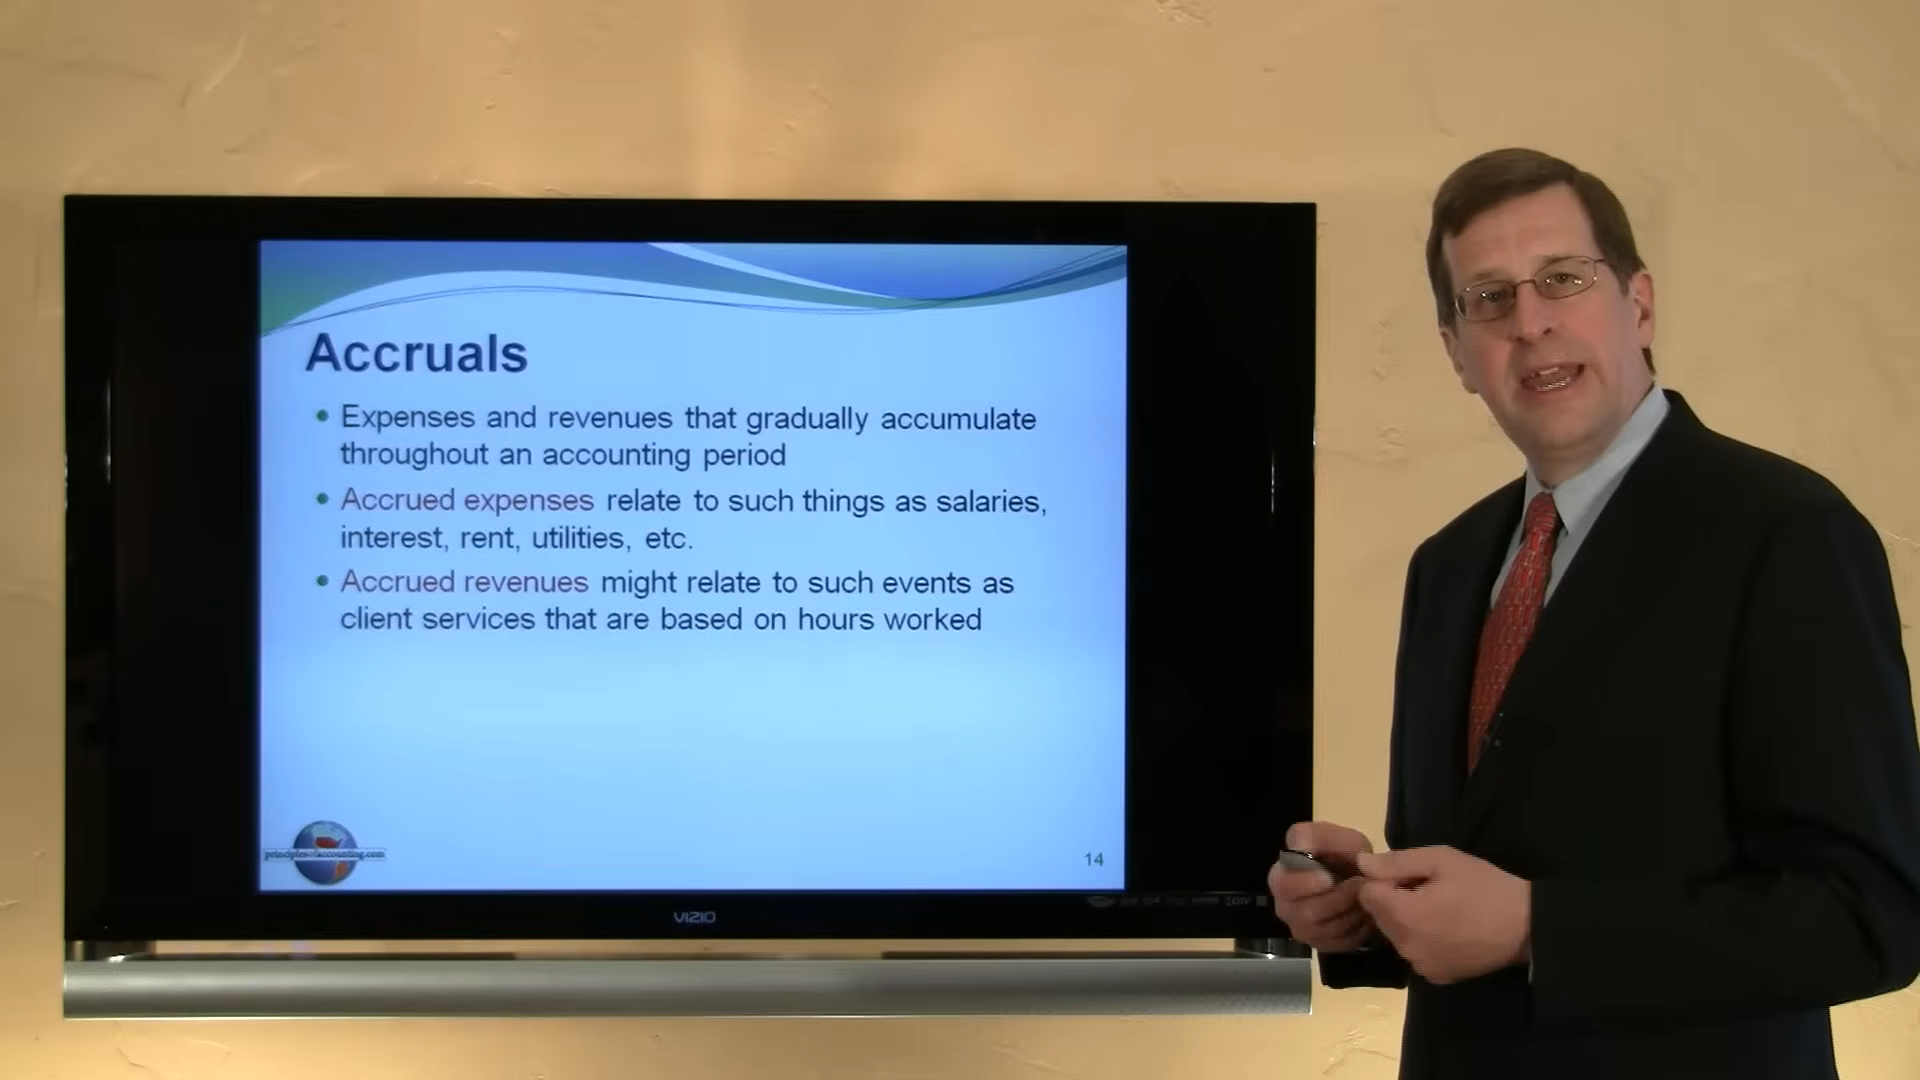 Accruals
• Expenses and revenues that gradually accumulate
throughout an accounting period
• Accrued expenses relate to such things as salaries,
interest, rent, utilities, etc.
• Accrued revenues might relate to such events as
client services that are based on hours worked
principlesofaccounting.com
14
VIZIO